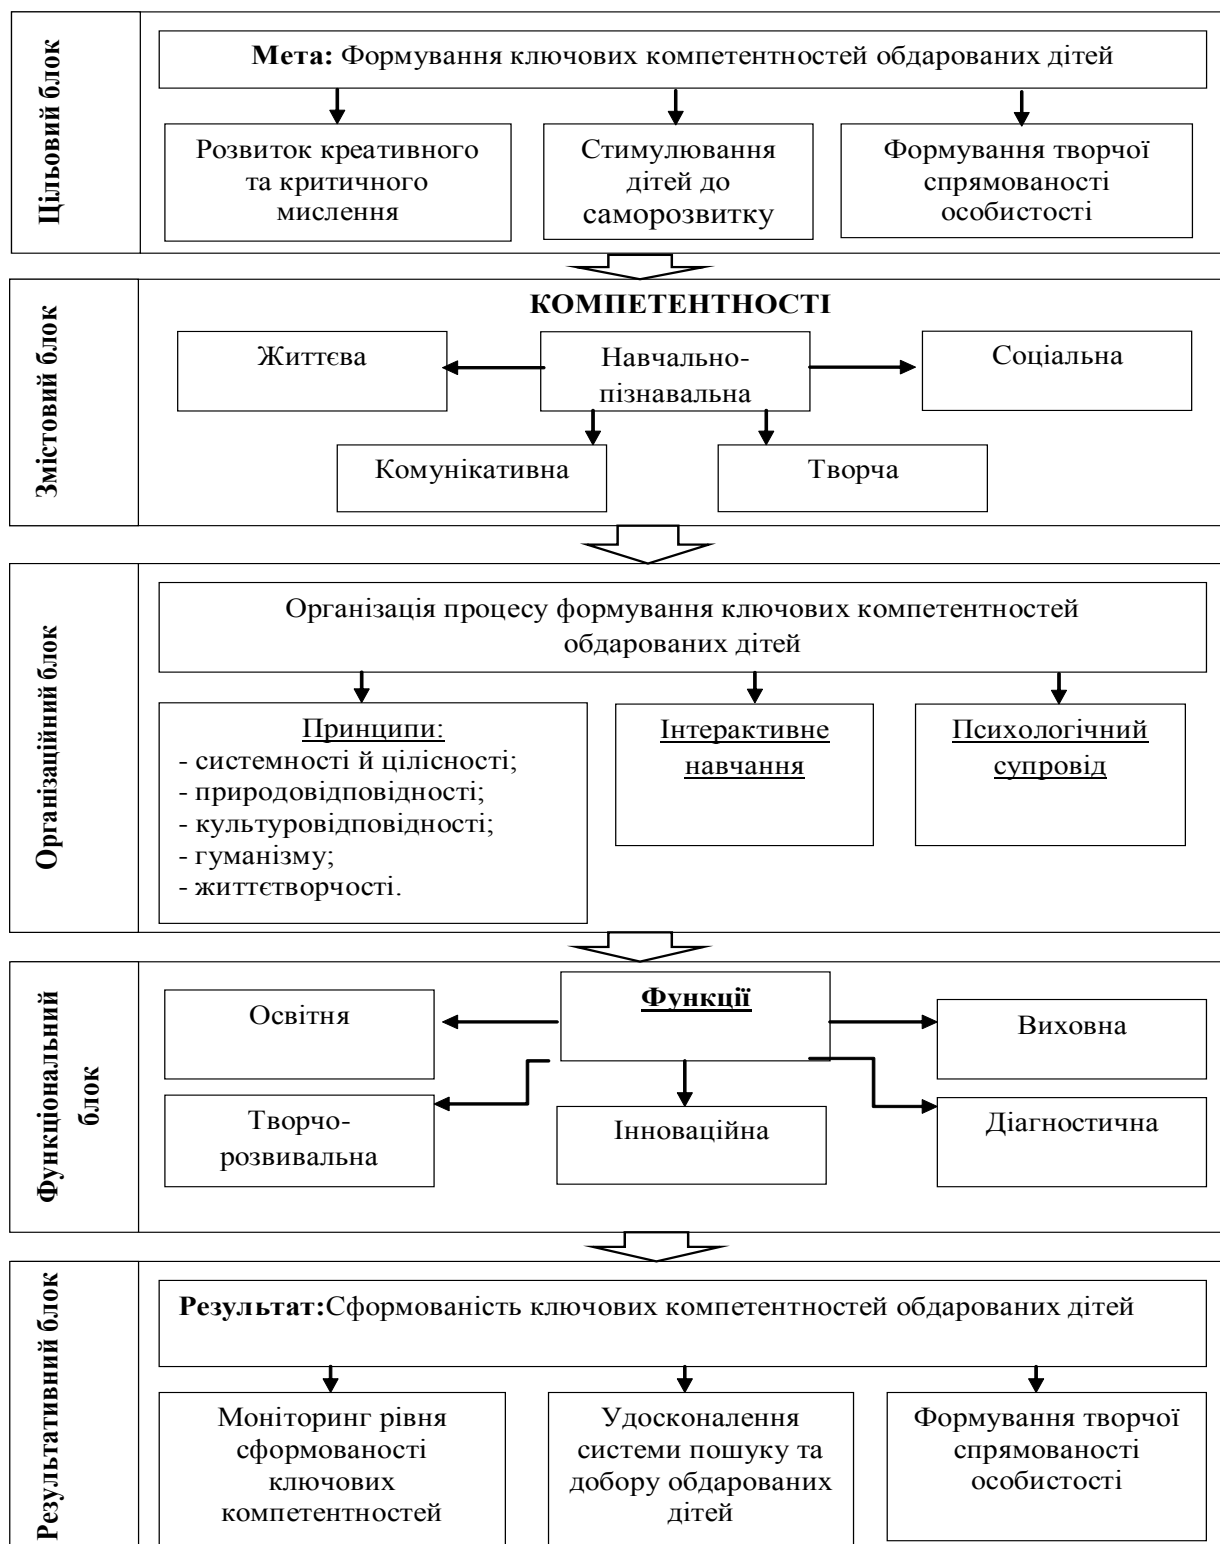 Цільовий блок
Мета: Формування ключових компетентностей обдарованих дітей
Розвиток креативного
та критичного
мислення
Стимулювання
дітей до
саморозвитку
Формування творчої
спрямованості
особистості
Змістовий блок
КОМПЕТЕНТНОСТІ
Життєва
Навчально-
пізнавальна
Соціальна
Комунікативна
Творча
Організаційний блок
Організація процесу формування ключових компетентностей
обдарованих дітей
Принципи:
- системності й цілісності;
- природовідповідності;
- культуровідповідності;
- гуманізму;
- життєтворчості.
Інтерактивне
навчання
Психологічний
супровід
Функціональний
блок
Функції
Освітня
Виховна
Творчо-
розвивальна
Інноваційна
Діагностична
Результативний блок
Результат:Сформованість ключових компетентностей обдарованих дітей
Моніторинг рівня
сформованості
ключових
компетентностей
Удосконалення
системи пошуку та
добору обдарованих
дітей
Формування творчої
спрямованості
особистості